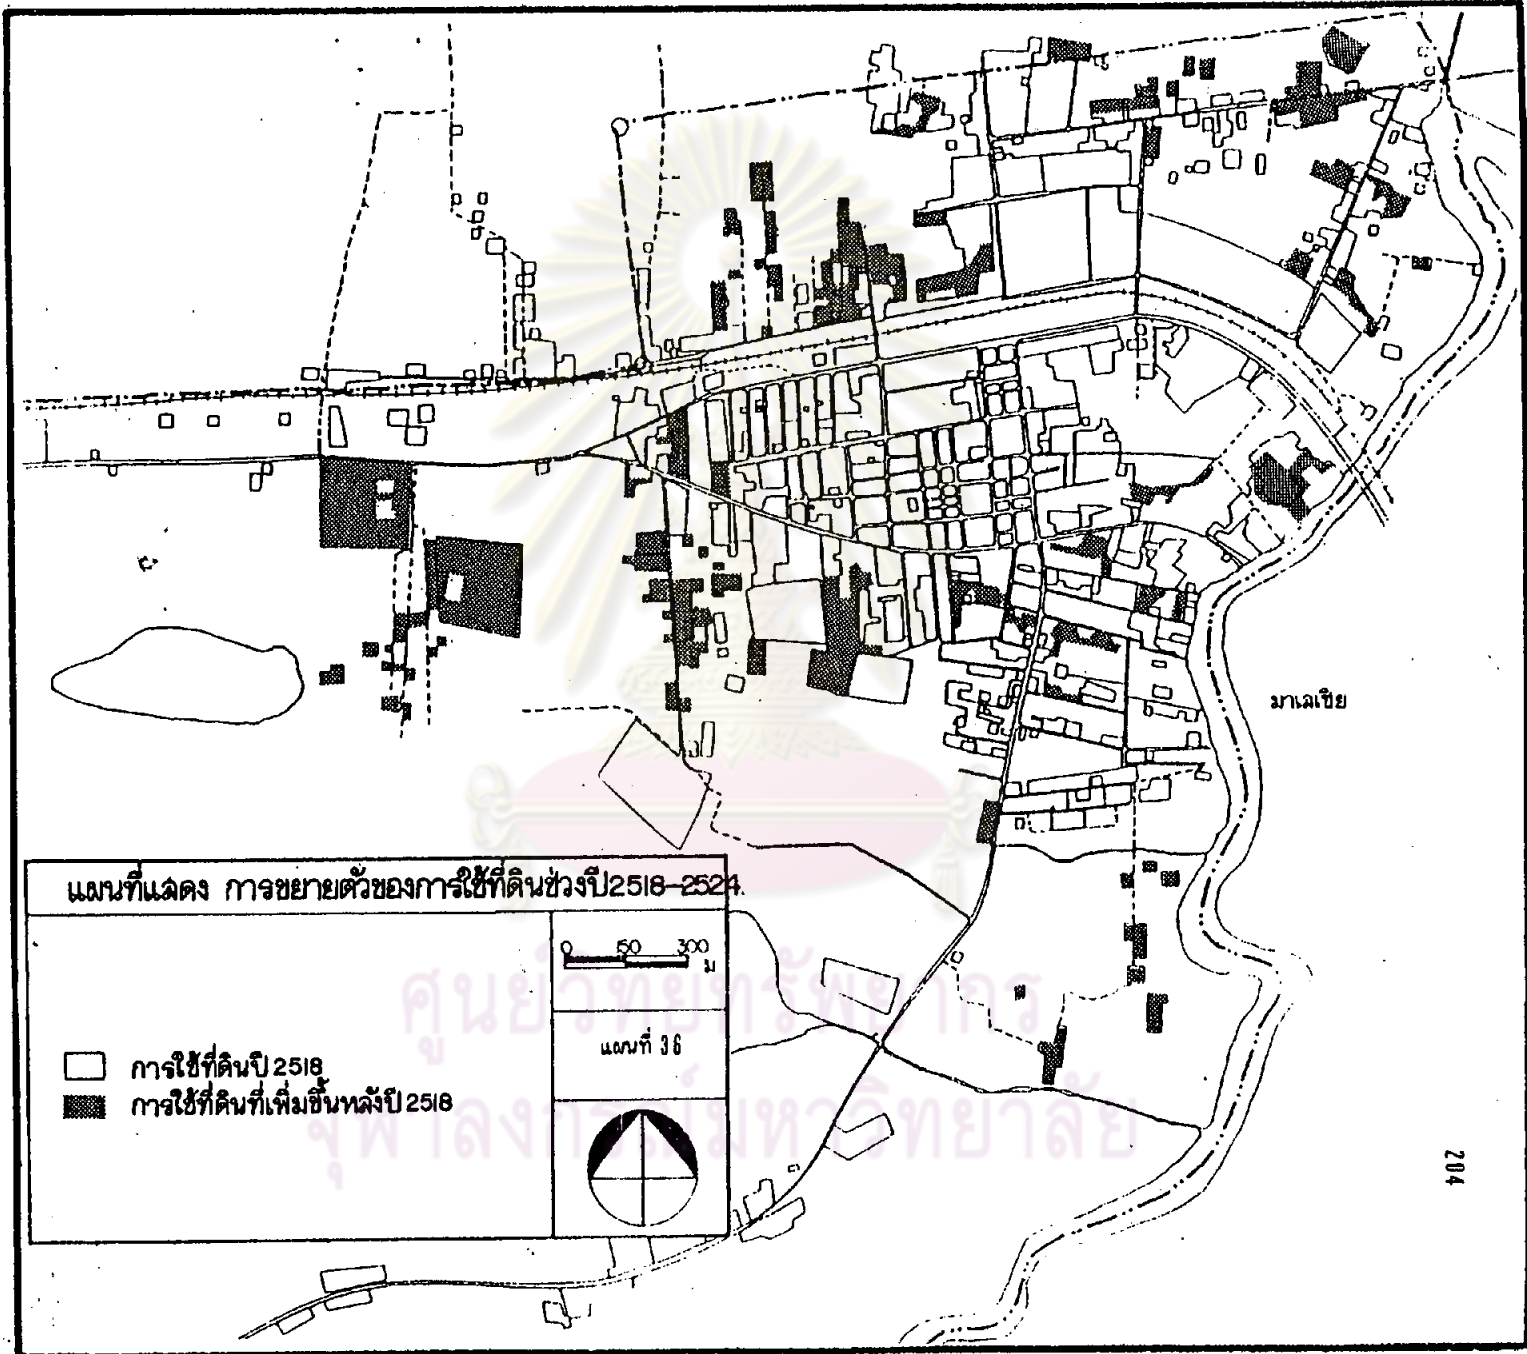 มาเลเซีย
แผนที่แสดง การขยายตัวของการใช้ที่ดินช่วงปี2518-2524.
0 50 300
ม
แผนที่ 36
การใช้ที่ดินปี 2518
การใช้ที่ดินที่เพิ่มขึ้นหลังปี 2518
ศูนย์วิทยทรัพยากร
จุฬาลงกรณ์มหาวิทยาลัย
204